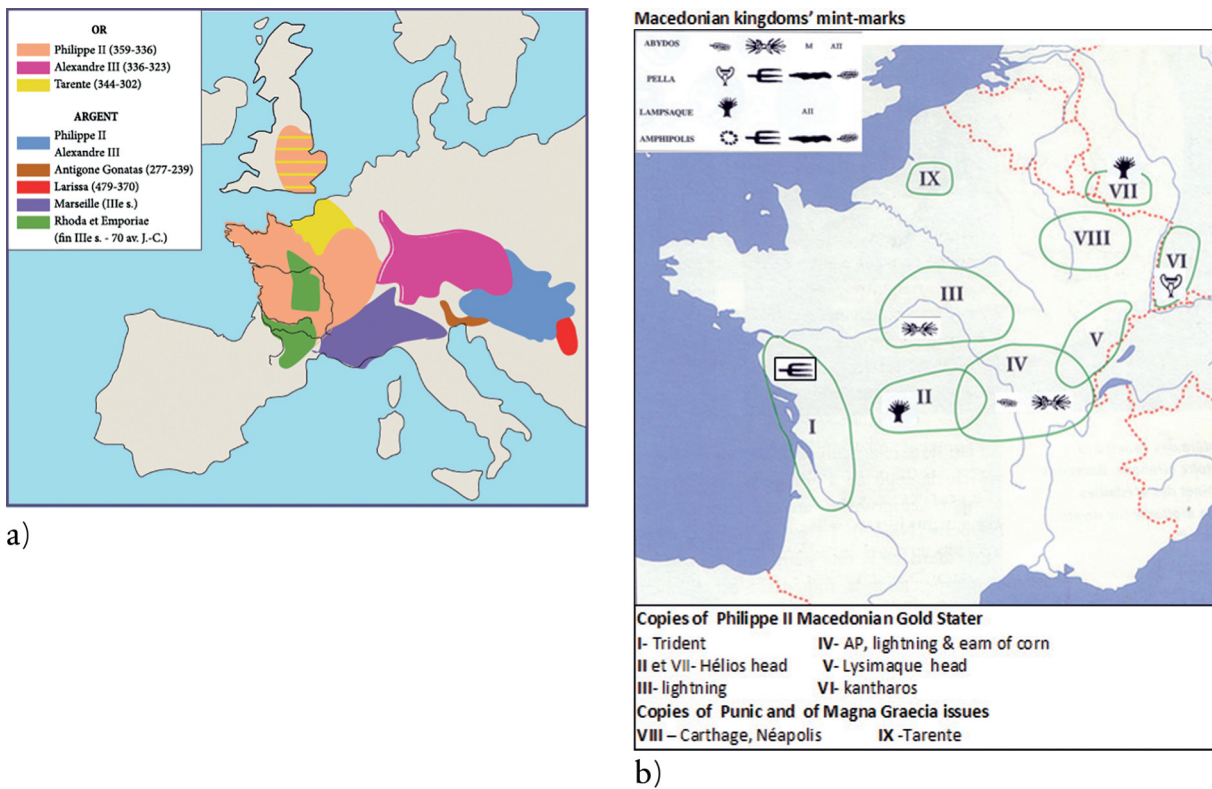 OR
Philippe II (359-336)
Alexandre III (336-323)
Tarente (344-302)
ARGENT
Philippe II
Alexandre III
Antigone Gonatas (277-239)
Larissa (479-370)
Marseille (IIIe s.)
Rhoda et Emporiae
(fin IIIe s. - 70 av. J.-C.)
a)
Macedonian kingdoms' mint-marks
ABYDOS M AII
PELLA
LAMPSAQUE AII
AMPHIPOLIS
IX
VII
VIII
VI
III
V
IV
II
I
Copies of Philippe II Macedonian Gold Stater
I- Trident IV- AP, lightning & eam of corn
II et VII- Hélios head V- Lysimaque head
III- lightning VI- kantharos
Copies of Punic and of Magna Graecia issues
VIII – Carthage, Néapolis IX -Tarente
b)